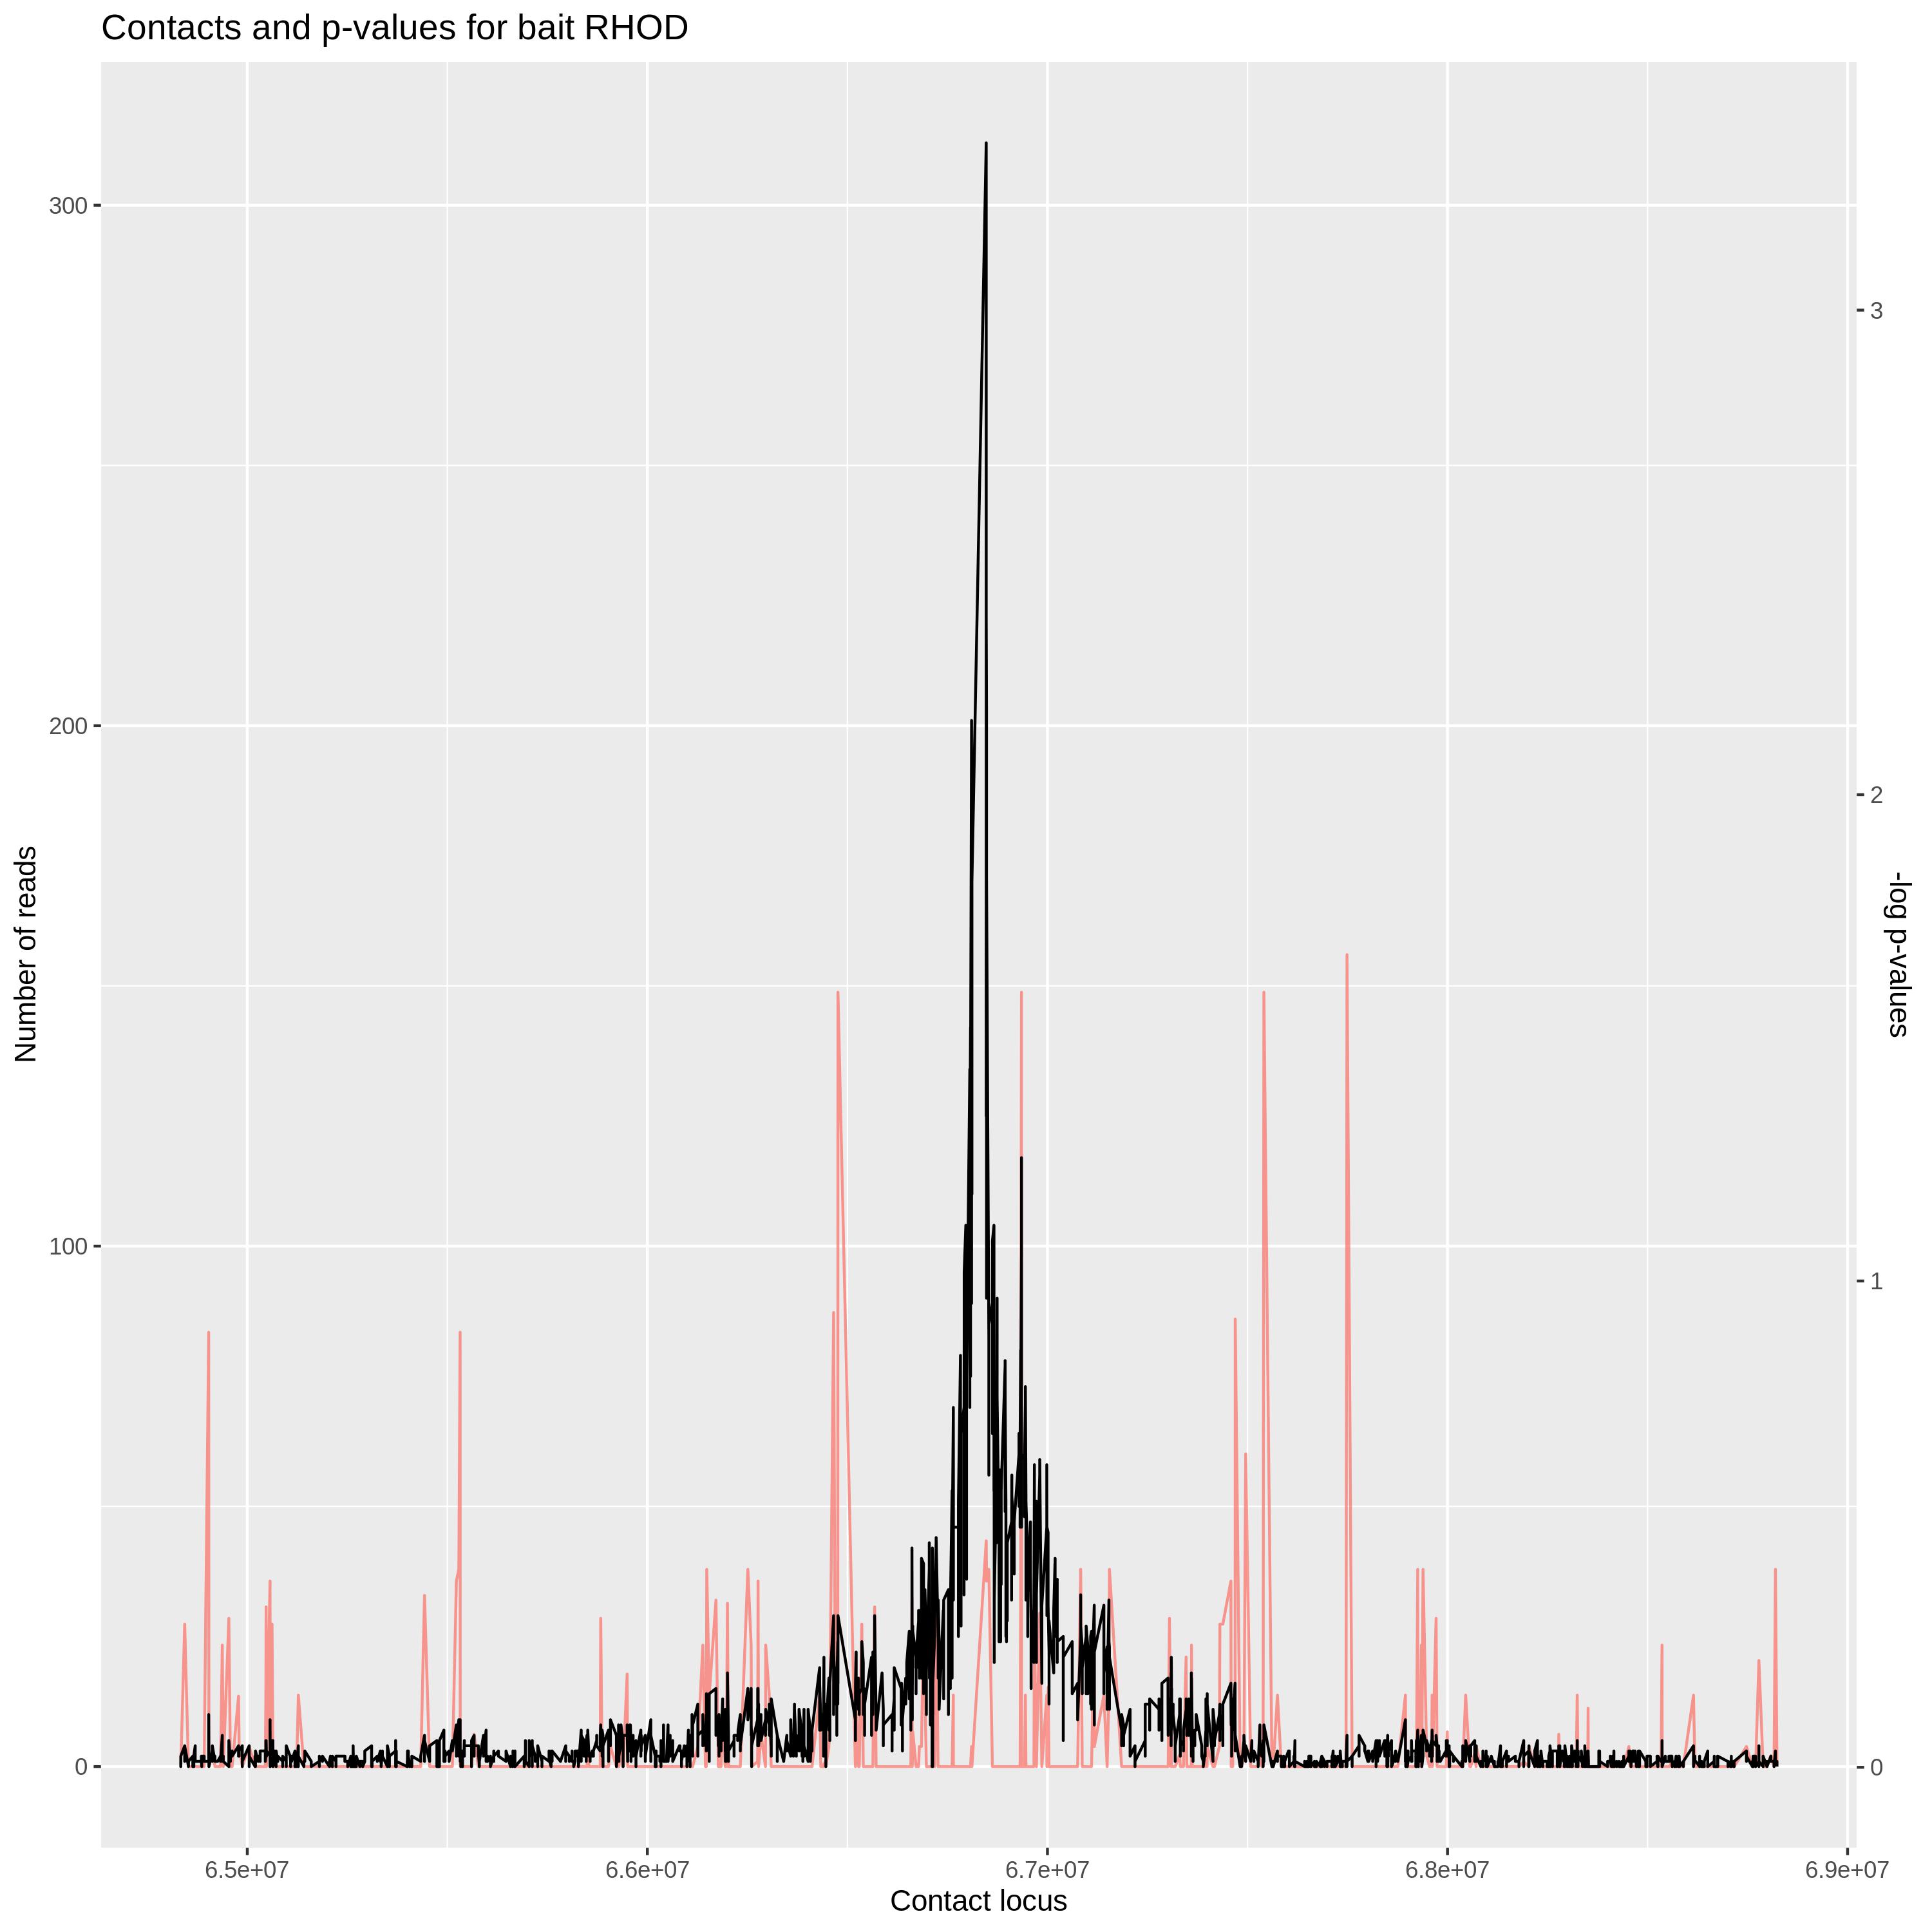 Contacts and p-values for bait RHOD
300
200
100
0
Number of reads
3
2
1
0
-log p-values
6.5e+07 6.6e+07 6.7e+07 6.8e+07 6.9e+07
Contact locus